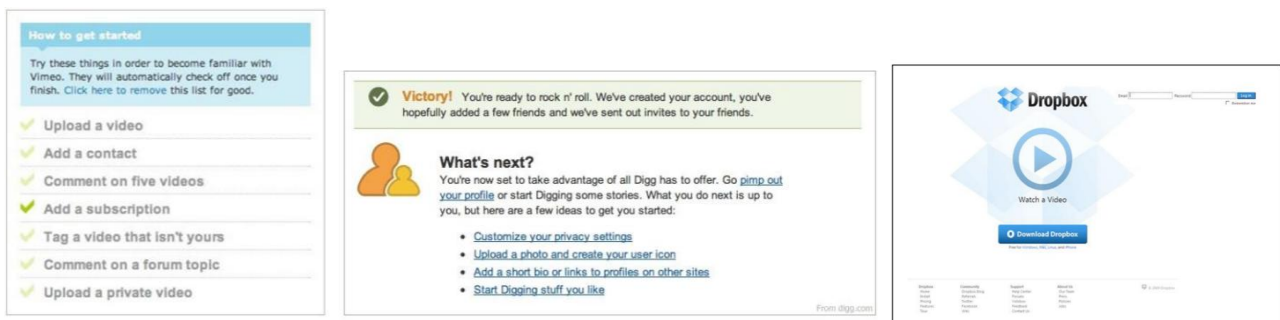 How to get started
Try these things in order to become familiar with
Vimeo. They will automatically check off once you
finish. Click here to remove this list for good.
Upload a video
Add a contact
Comment on five videos
Add a subscription
Tag a video that isn't yours
Comment on a forum topic
Upload a private video
Victory! You're ready to rock n' roll. We've created your account, you've
hopefully added a few friends and we've sent out invites to your friends.
What's next?
You're now set to take advantage of all Digg has to offer. Go pimp out
your profile or start Digging some stories. What you do next is up to
you, but here are a few ideas to get you started:
Customize your privacy settings
Upload a photo and create your user icon
Add a short bio or links to profiles on other sites
Start Digging stuff you like
From digg.com
Dropbox
Watch a Video
Download Dropbox